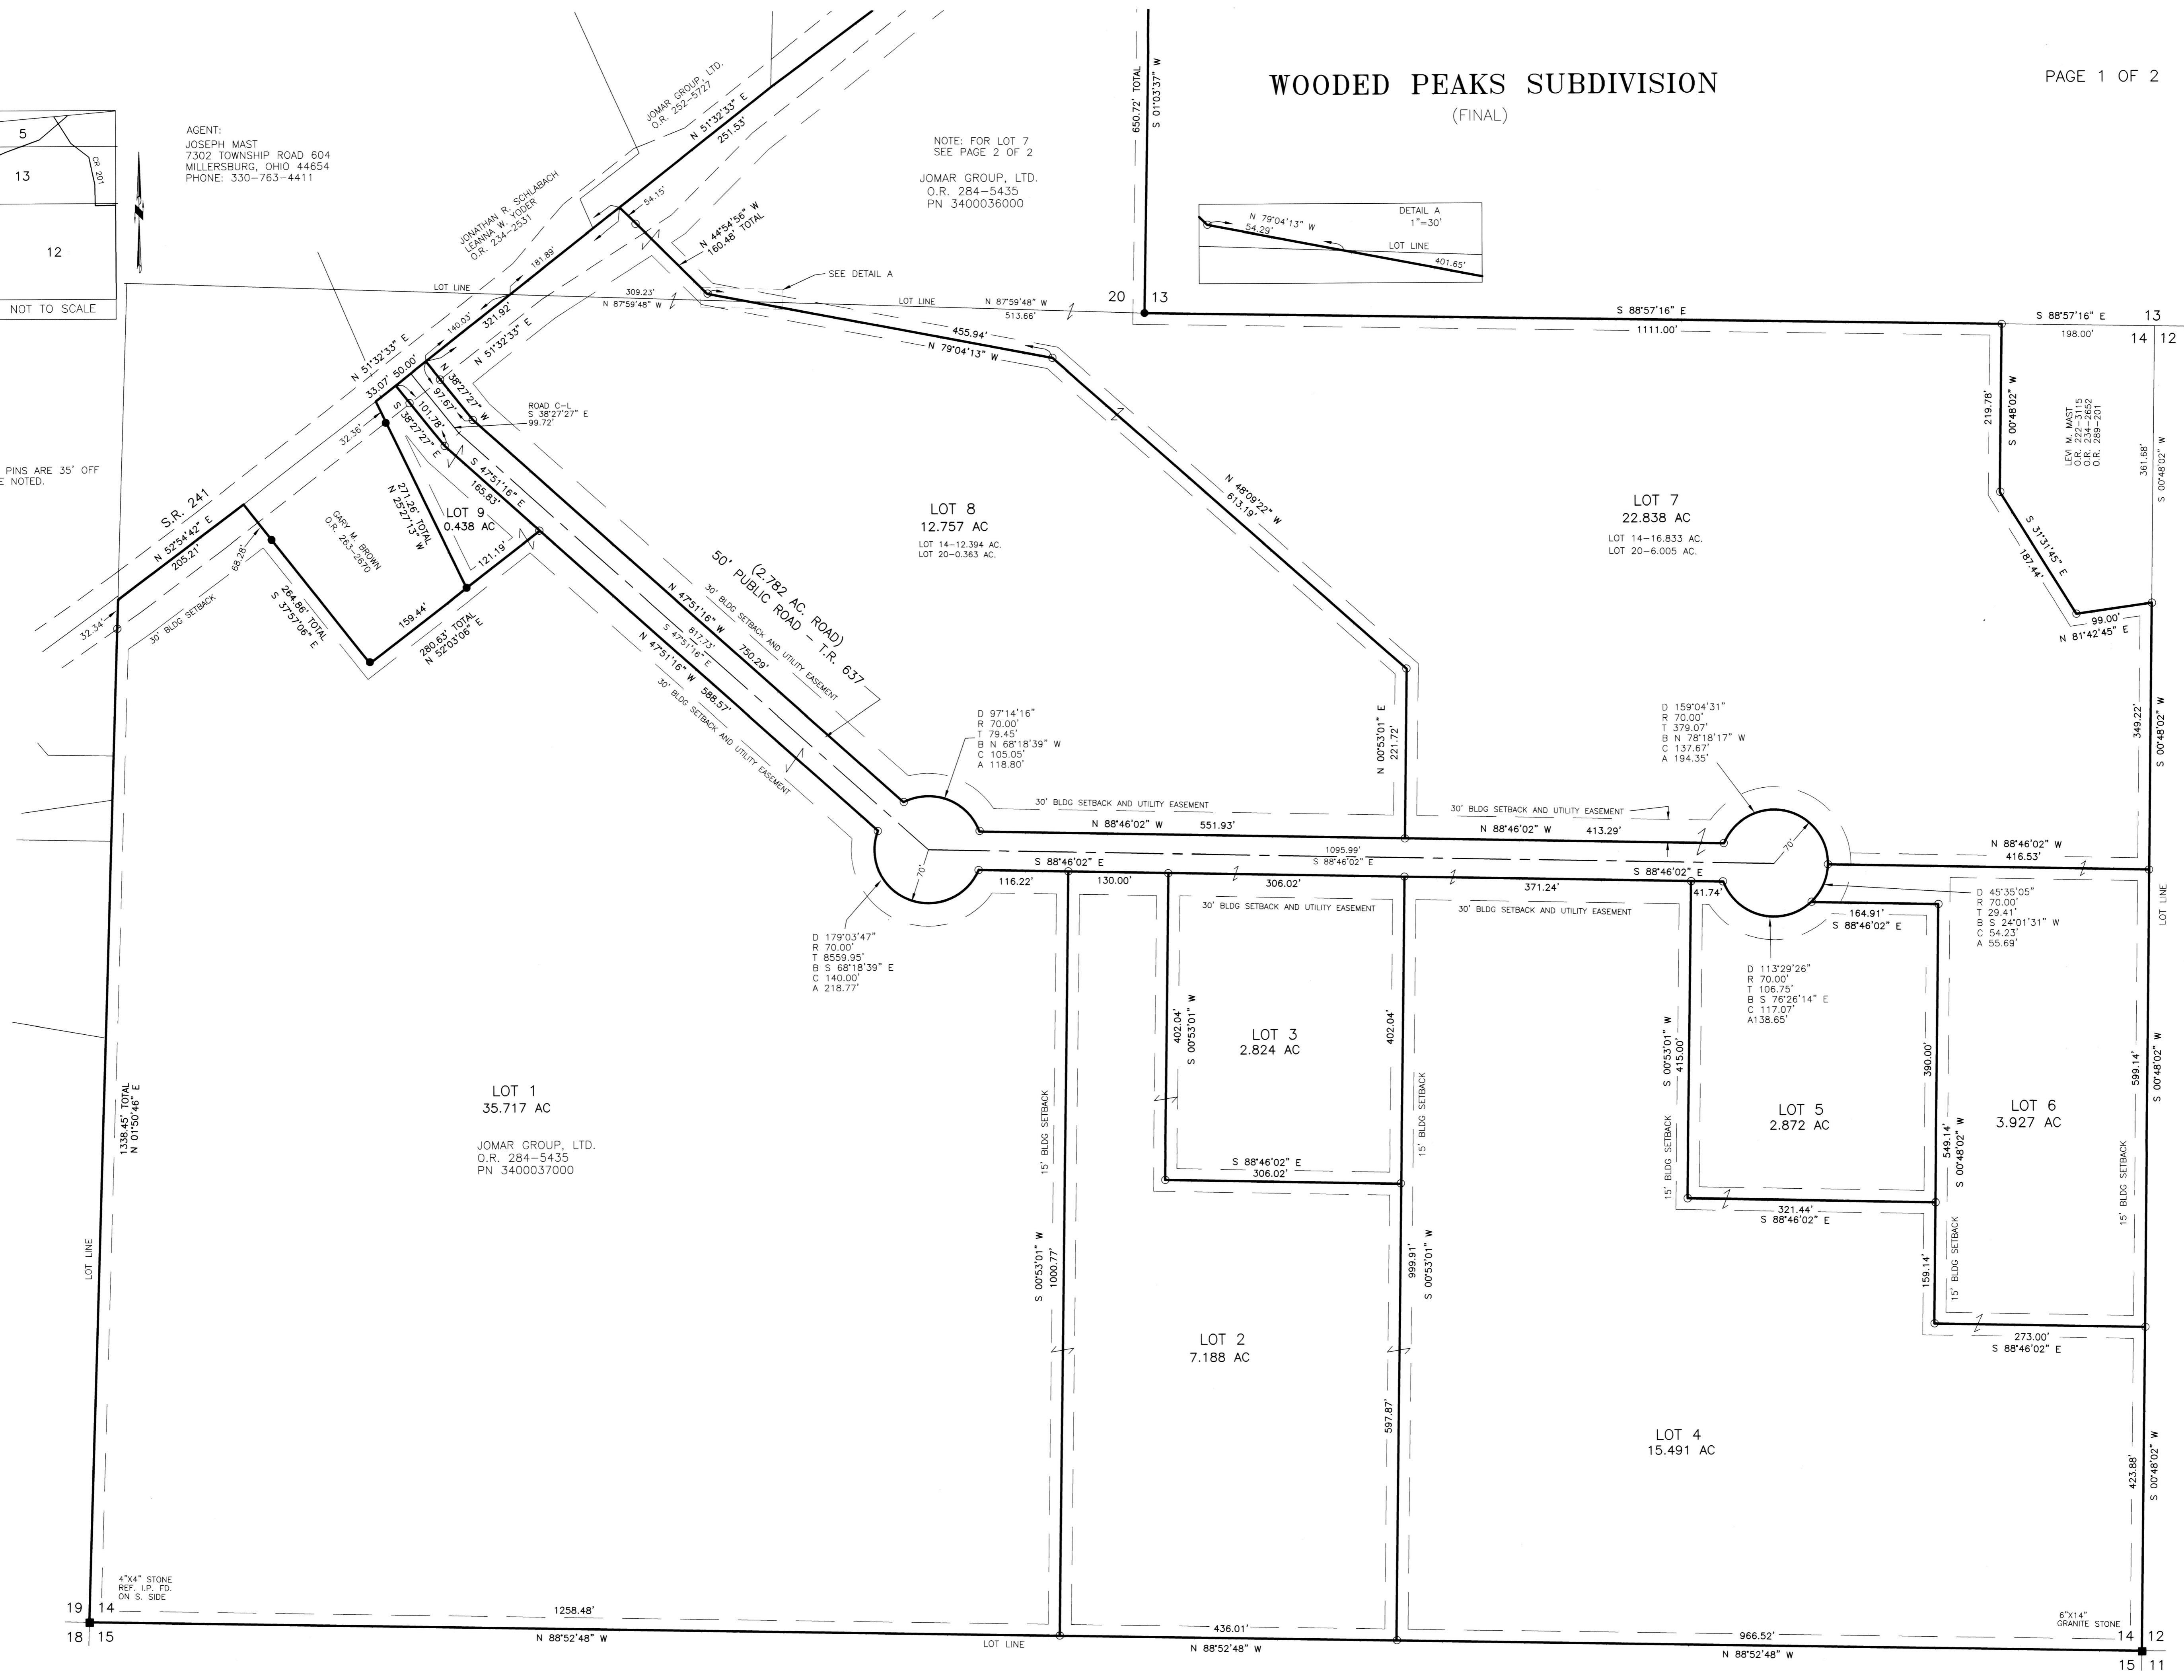 WOODED PEAKS SUBDIVISION
(FINAL)
PAGE 1 OF 2
5
13
12
CR 201
NOT TO SCALE
AGENT:
JOSEPH MAST
7302 TOWNSHIP ROAD 604
MILLERSBURG, OHIO 44654
PHONE: 330-763-4411
PINS ARE 35' OFF
NOTED.
JOMAR GROUP, LTD.
O.R. 252-5727
N 51°32'33" E
251.53'
JONATHAN R. SCHLABACH
LEANNA W. YODER
O.R. 234-2531
181.89'
54.15'
N 44°54'56" W
160.48' TOTAL
NOTE: FOR LOT 7
SEE PAGE 2 OF 2
JOMAR GROUP, LTD.
O.R. 284-5435
PN 3400036000
650.72' TOTAL
S 01°03'37" W
DETAIL A
1"=30'
N 79°04'13" W
54.29'
LOT LINE
401.65'
SEE DETAIL A
LOT LINE
309.23'
N 87°59'48" W
LOT LINE
N 87°59'48" W
513.66'
20
13
S 88°57'16" E
1111.00'
S 88°57'16" E
198.00'
13
14
12
140.03'
321.92'
N 51°32'33" E
N 51°32'33" E
33.07'
50.00'
N 38°27'27" W
97.67'
101.78'
S 38°27'27" E
ROAD C-L
S 38°27'27" E
99.72'
32.36'
455.94'
N 79°04'13" W
219.78'
S 00°48'02" W
LEVI M. MAST
O.R. 222-3115
O.R. 234-2652
O.R. 289-201
361.68'
S 00°48'02" W
S.R. 241
N 52°54'42" E
205.21'
32.34'
30' BLDG SETBACK
68.28'
GARY M. BROWN
O.R. 263-2670
264.86' TOTAL
S 37°57'06" E
271.26' TOTAL
N 25°27'13" W
LOT 9
0.438 AC
S 47°51'16" E
165.83'
121.19'
159.44'
280.63' TOTAL
N 52°03'06" E
LOT 8
12.757 AC
LOT 14-12.394 AC.
LOT 20-0.363 AC.
N 48°09'22" W
613.19'
LOT 7
22.838 AC
LOT 14-16.833 AC.
LOT 20-6.005 AC.
S 31°31'45" E
187.44'
99.00'
N 81°42'45" E
(2.782 AC. ROAD)
50' PUBLIC ROAD - T.R. 637
30' BLDG SETBACK AND UTILITY EASEMENT
N 47°51'16" W
750.29'
817.73'
S 47°51'16" E
N 47°51'16" W
588.57'
30' BLDG SETBACK AND UTILITY EASEMENT
D 97°14'16"
R 70.00'
T 79.45'
B N 68°18'39" W
C 105.05'
A 118.80'
N 00°53'01" E
221.72'
D 159°04'31"
R 70.00'
T 379.07'
B N 78°18'17" W
C 137.67'
A 194.35'
349.22'
S 00°48'02" W
30' BLDG SETBACK AND UTILITY EASEMENT
N 88°46'02" W
551.93'
30' BLDG SETBACK AND UTILITY EASEMENT
N 88°46'02" W
413.29'
70'
N 88°46'02" W
416.53'
1095.99'
S 88°46'02" E
70'
S 88°46'02" E
116.22'
130.00'
306.02'
30' BLDG SETBACK AND UTILITY EASEMENT
371.24'
30' BLDG SETBACK AND UTILITY EASEMENT
S 88°46'02" E
41.74'
164.91'
S 88°46'02" E
D 45°35'05"
R 70.00'
T 29.41'
B S 24°01'31" W
C 54.23'
A 55.69'
LOT LINE
D 179°03'47"
R 70.00'
T 8559.95'
B S 68°18'39" E
C 140.00'
A 218.77'
D 113°29'26"
R 70.00'
T 106.75'
B S 76°26'14" E
C 117.07'
A138.65'
402.04'
S 00°53'01" W
LOT 3
2.824 AC
402.04'
S 88°46'02" E
306.02'
15' BLDG SETBACK
15' BLDG SETBACK
S 00°53'01" W
415.00'
15' BLDG SETBACK
LOT 5
2.872 AC
390.00'
321.44'
S 88°46'02" E
549.14'
S 00°48'02" W
159.14'
15' BLDG SETBACK
LOT 6
3.927 AC
599.14'
S 00°48'02" W
15' BLDG SETBACK
273.00'
S 88°46'02" E
LOT 1
35.717 AC
JOMAR GROUP, LTD.
O.R. 284-5435
PN 3400037000
1338.45' TOTAL
N 01°50'46" E
LOT LINE
S 00°53'01" W
1000.77'
LOT 2
7.188 AC
999.91'
S 00°53'01" W
597.87'
LOT 4
15.491 AC
423.88'
S 00°48'02" W
4"X4" STONE
REF. I.P. FD.
ON S. SIDE
19
14
18
15
1258.48'
N 88°52'48" W
LOT LINE
436.01'
N 88°52'48" W
966.52'
N 88°52'48" W
6"X14"
GRANITE STONE
14
12
15
11